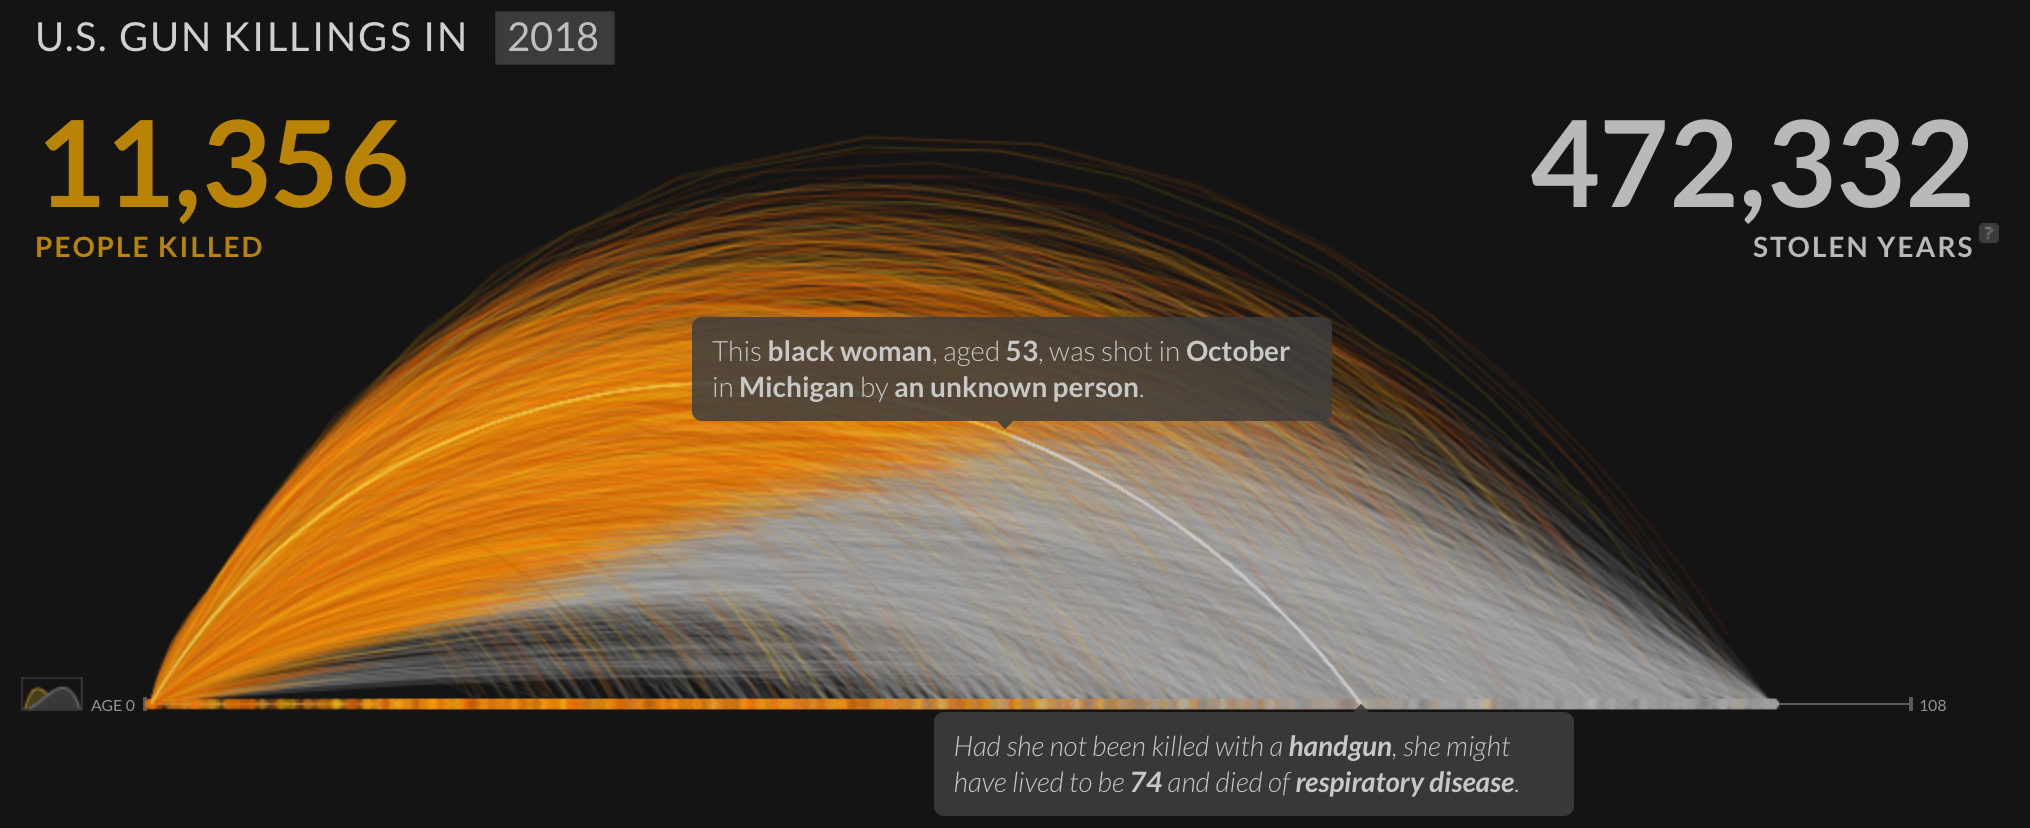 U.S. GUN KILLINGS IN 2018
11,356
PEOPLE KILLED
472,332
STOLEN YEARS ?
This black woman, aged 53, was shot in October
in Michigan by an unknown person.
AGE 0
108
Had she not been killed with a handgun, she might
have lived to be 74 and died of respiratory disease.